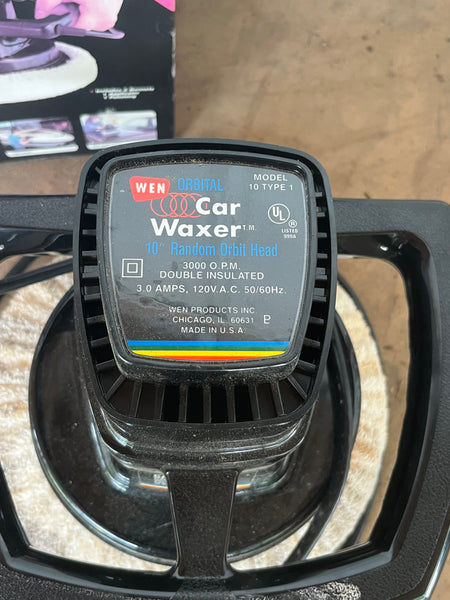 WEN ORBITAL
Car
Waxer T.M.
10" Random Orbit Head
MODEL
10 TYPE 1
UL ®
LISTED
999A
3000 O.P.M.
DOUBLE INSULATED
3.0 AMPS, 120V.A.C. 50/60Hz.
WEN PRODUCTS INC
CHICAGO, IL 60631
MADE IN U.S.A.